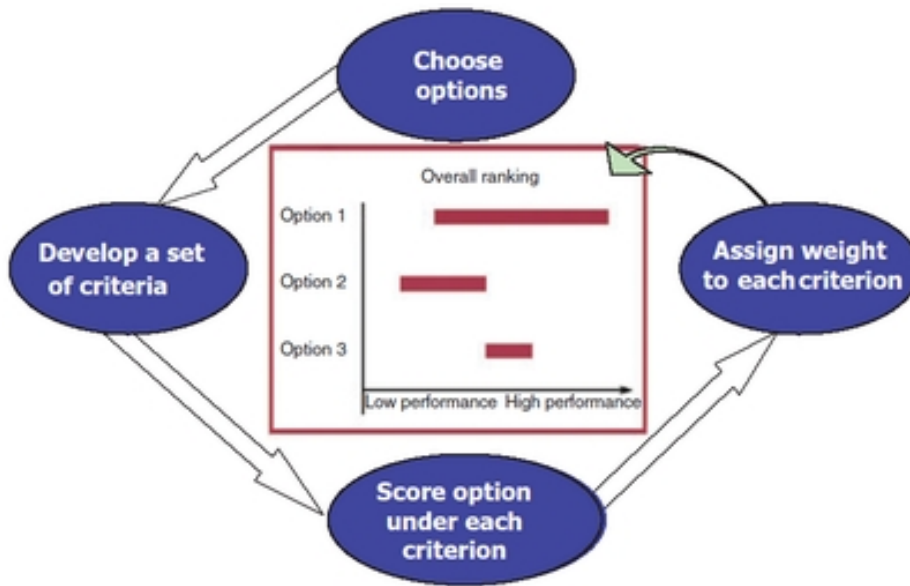 Choose
options
Develop a set
of criteria
Score option
under each
criterion
Assign weight
to each criterion
Overall ranking
Option 1
Option 2
Option 3
Low performance High performance